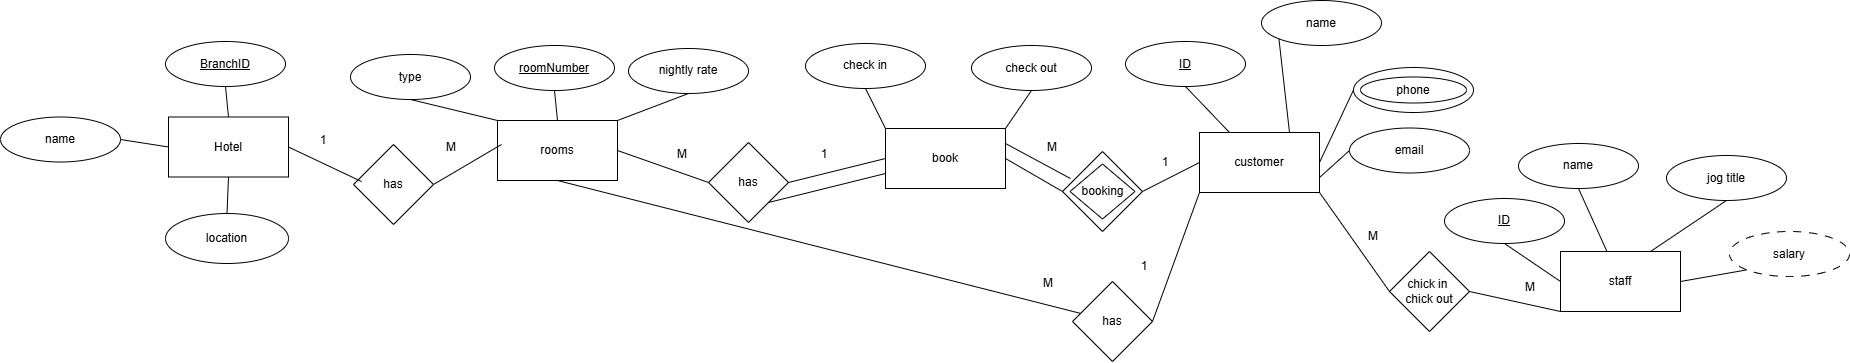 name
BranchID
Hotel
location
1
has
M
type
roomNumber
nightly rate
rooms
M
has
1
check in
check out
book
M
booking
1
ID
name
phone
email
customer
M
has
1
M
chick in
chick out
M
ID
name
jog title
salary
staff